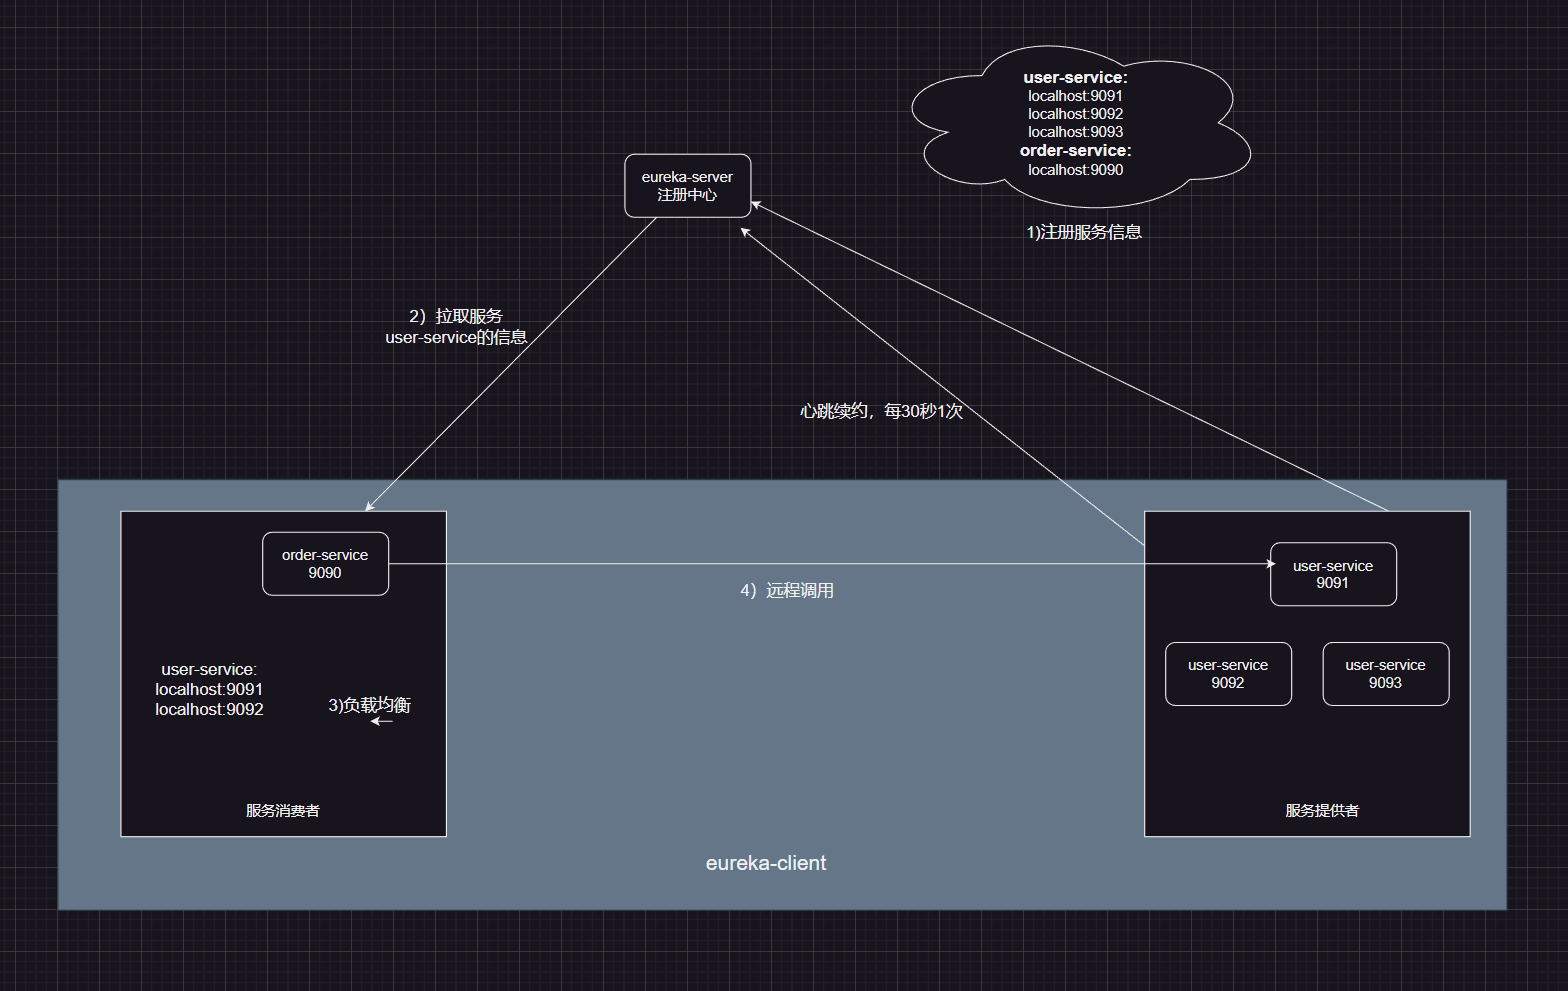 user-service:
localhost:9091
localhost:9092
localhost:9093
order-service:
localhost:9090
eureka-server
注册中心
1)注册服务信息
2）拉取服务
user-service的信息
心跳续约，每30秒1次
order-service
9090
user-service
9091
4）远程调用
user-service
9092
user-service
9093
user-service:
localhost:9091
localhost:9092
3)负载均衡
服务消费者
服务提供者
eureka-client